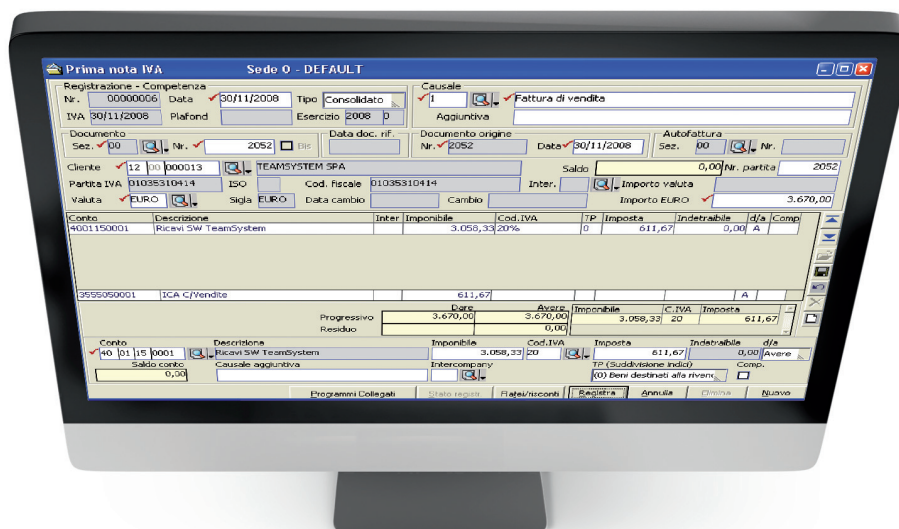 Prima nota IVA Sede 0 - DEFAULT
Registrazione - Competenza Causale
Nr. 00000006 Data 30/11/2008 Tipo Consolidato 1 Fattura di vendita
IVA 30/11/2008 Plafond Esercizio 2008 0 Aggiuntiva
Documento Data doc. rif. Documento origine Autofattura
Sez. 00 Nr. 2052 Bis Nr. 2052 Data 30/11/2008 Sez. 00 Nr.
Cliente 12 00 000013 TEAMSYSTEM SPA Saldo 0,00 Nr. partita 2052
Partita IVA 01035310414 ISO Cod. fiscale 01035310414 Inter. Importo valuta
Valuta EURO Sigla EURO Data cambio Cambio Importo EURO 3.670,00
Conto Descrizione Inter Imponibile Cod.IVA TP Imposta Indetraibile d/a Comp
4001150001 Ricavi SW TeamSystem 3.058,33 20% 0 611,67 0,00 A
3555050001 ICA C/Vendite 611,67 A
Dare Avere Imponibile C.IVA Imposta
Progressivo 3.670,00 3.670,00 3.058,33 20 611,67
Residuo 0,00
Conto Descrizione Imponibile Cod.IVA Imposta Indetraibile d/a
40 01 15 0001 Ricavi SW TeamSystem 3.058,33 20 611,67 0,00 Avere
Saldo conto Causale aggiuntiva Intercompany TP (Suddivisione Indici) Comp.
0,00 (0) Beni destinati alla rivend
Programmi Collegati Stato registr. Ratei/risconti Registra Annulla Elimina Nuovo